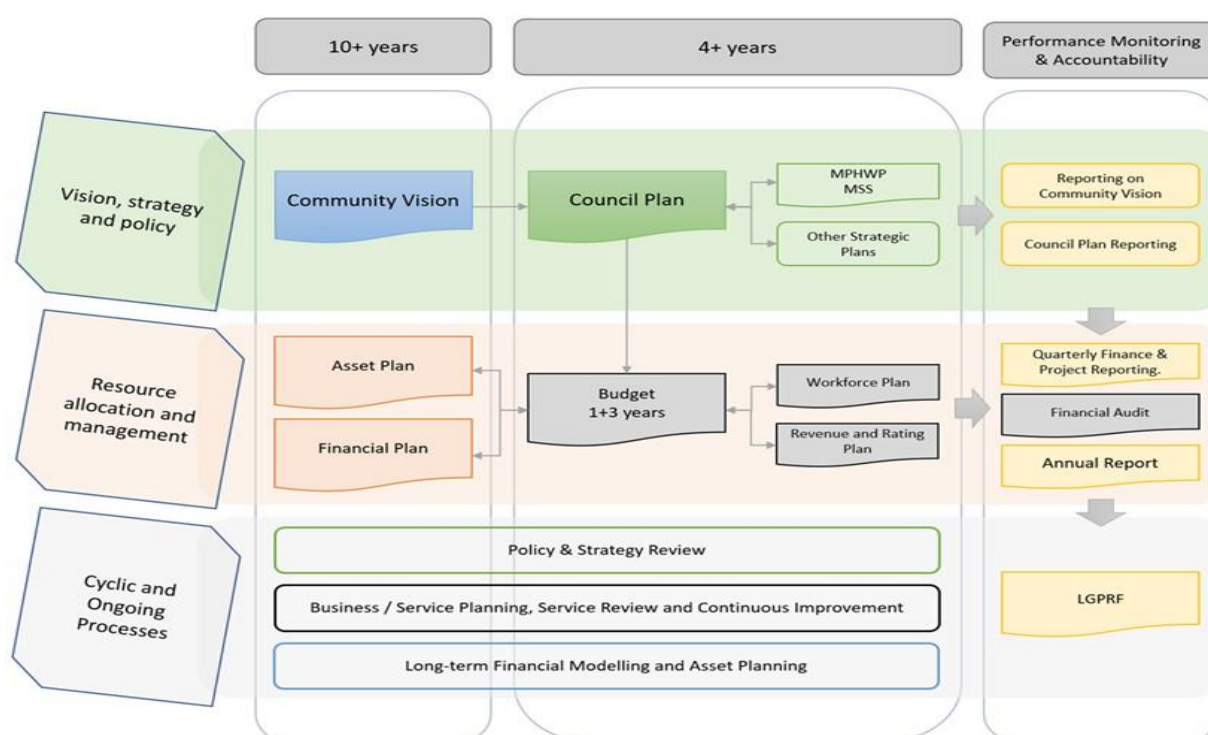 10+ years
4+ years
Performance Monitoring
& Accountability
Vision, strategy
and policy
Community Vision
Council Plan
MPHWP
MSS
Other Strategic
Plans
Reporting on
Community Vision
Council Plan Reporting
Resource
allocation and
management
Asset Plan
Financial Plan
Budget
1+3 years
Workforce Plan
Revenue and Rating
Plan
Quarterly Finance &
Project Reporting.
Financial Audit
Annual Report
Cyclic and
Ongoing
Processes
Policy & Strategy Review
Business / Service Planning, Service Review and Continuous Improvement
Long-term Financial Modelling and Asset Planning
LGPRF